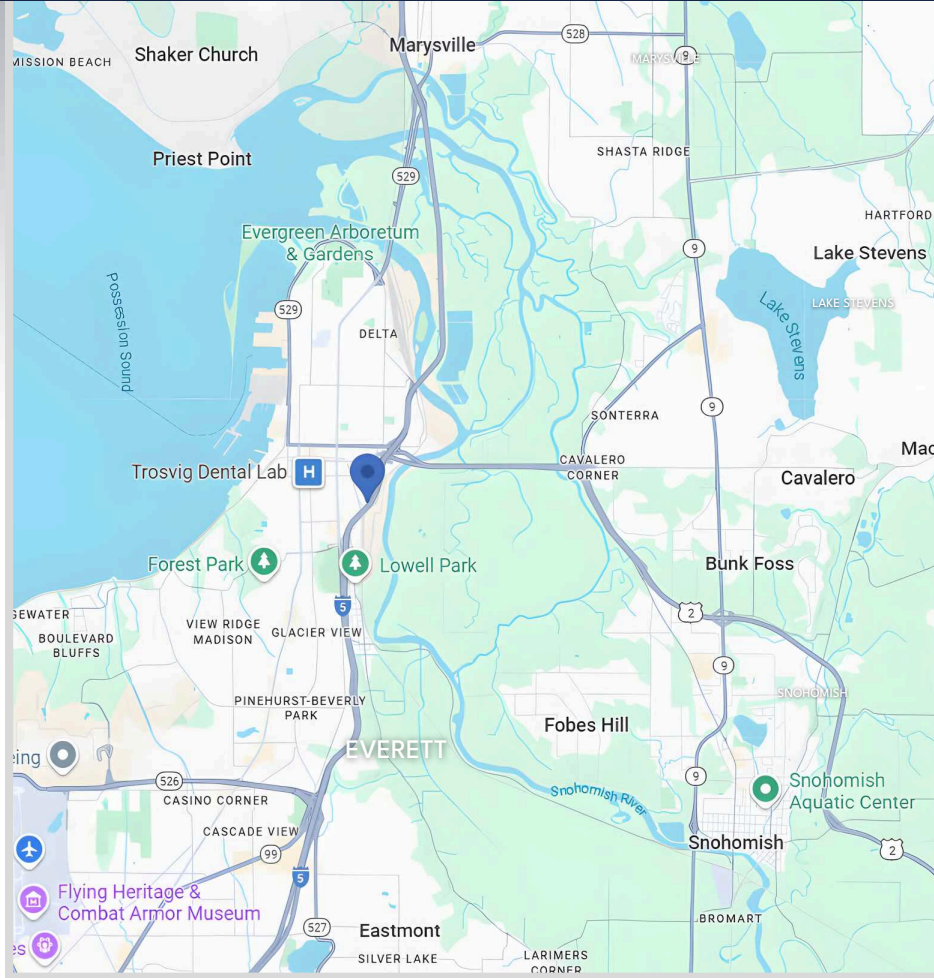 Marysville
528
Shaker Church
MISSION BEACH
9
MARYSVILLE
SHASTA RIDGE
Priest Point
529
HARTFORD
Evergreen Arboretum
& Gardens
9
Lake Stevens
Possession Sound
Lake Stevens
LAKE STEVENS
529
DELTA
9
SONTERRA
Trosvig Dental Lab
H
CAVALERO
CORNER
Mac
Cavalero
Forest Park
Lowell Park
Bunk Foss
5
2
GEWATER
BOULEVARD
BLUFFS
VIEW RIDGE
MADISON
GLACIER VIEW
9
SNOHOMISH
PINEHURST-BEVERLY
PARK
Fobes Hill
EVERETT
eing
526
CASINO CORNER
9
Snohomish River
Snohomish
Aquatic Center
CASCADE VIEW
99
Snohomish
2
5
Flying Heritage &
Combat Armor Museum
527
Eastmont
BROMART
es
SILVER LAKE
LARIMERS
CORNER